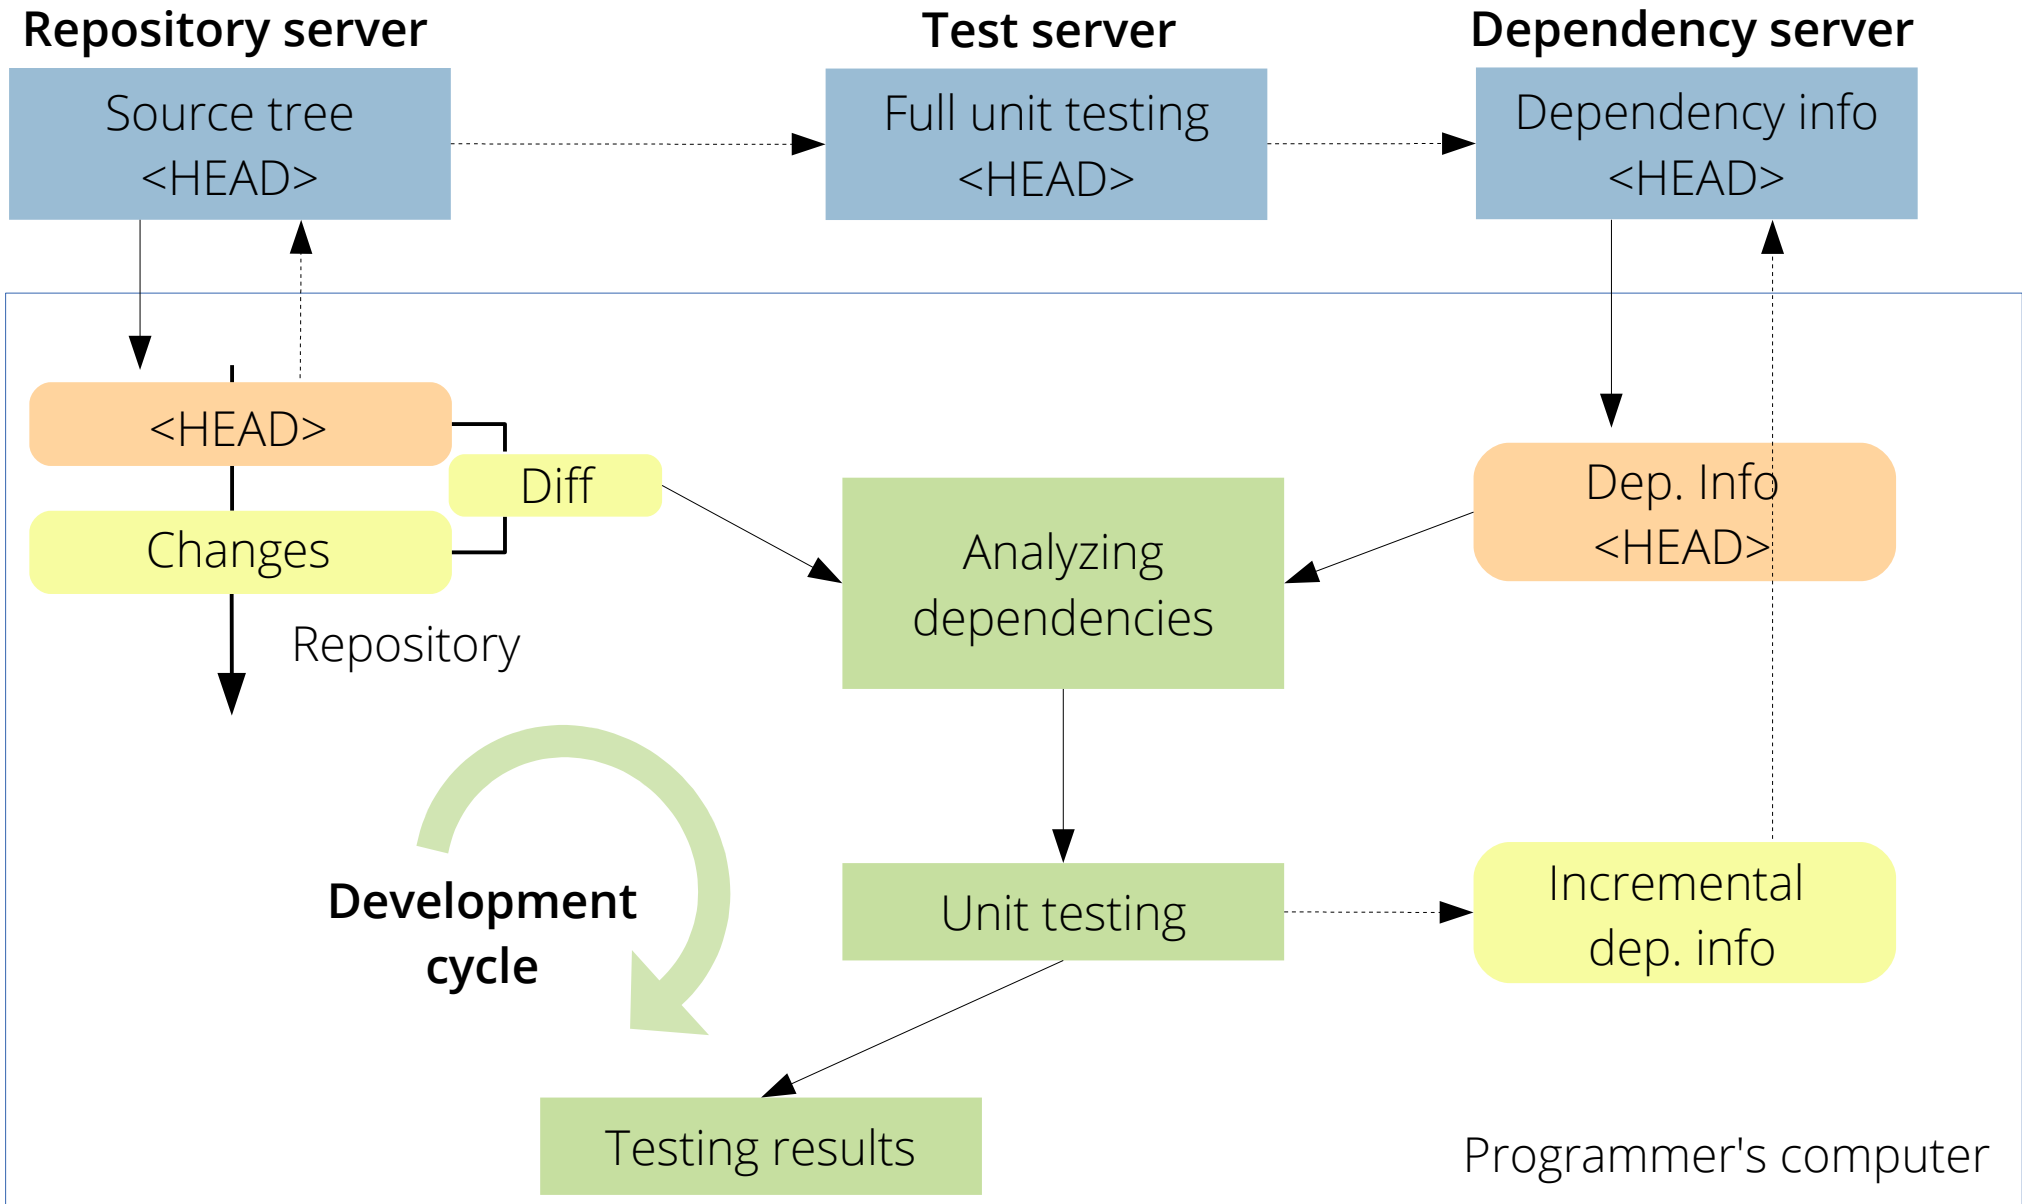 Repository server
Test server
Dependency server
Source tree
<HEAD>
Full unit testing
<HEAD>
Dependency info
<HEAD>
<HEAD>
Diff
Changes
Repository
Analyzing
dependencies
Dep. Info
<HEAD>
Development
cycle
Unit testing
Incremental
dep. info
Testing results
Programmer's computer